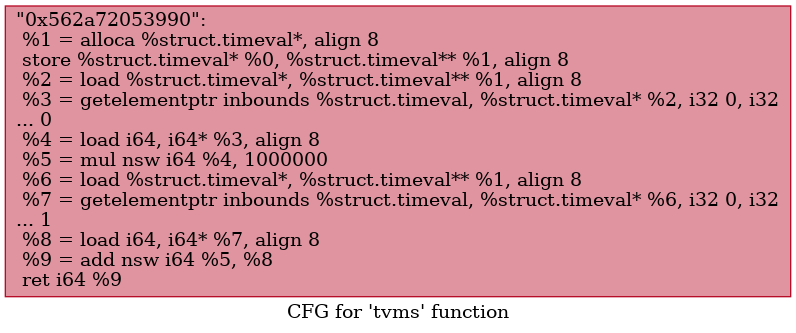 "0x562a72053990":
%1 = alloca %struct.timeval*, align 8
store %struct.timeval* %0, %struct.timeval** %1, align 8
%2 = load %struct.timeval*, %struct.timeval** %1, align 8
%3 = getelementptr inbounds %struct.timeval, %struct.timeval* %2, i32 0, i32
... 0
%4 = load i64, i64* %3, align 8
%5 = mul nsw i64 %4, 1000000
%6 = load %struct.timeval*, %struct.timeval** %1, align 8
%7 = getelementptr inbounds %struct.timeval, %struct.timeval* %6, i32 0, i32
... 1
%8 = load i64, i64* %7, align 8
%9 = add nsw i64 %5, %8
ret i64 %9
CFG for 'tvms' function